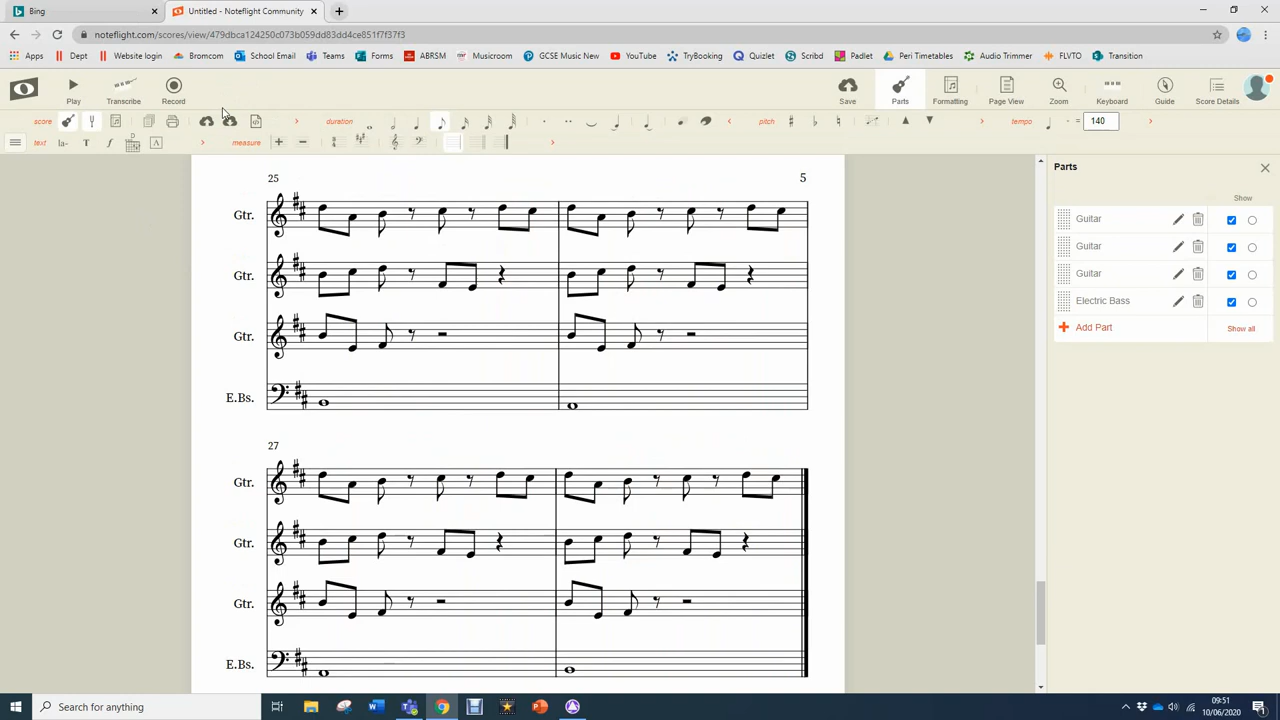 Bing
Untitled - Noteflight Community
noteflight.com/scores/view/479dbca124250c073b059dd83dd4ce851f7f37f3
Apps
Dept
Website login
Bromcom
School Email
Teams
Forms
ABRSM
Musicroom
GCSE Music New
YouTube
TryBooking
Quizlet
Scribd
Padlet
Peri Timetables
Audio Trimmer
FLVTO
Transition
Play
Transcribe
Record
Save
Parts
Formatting
Page View
Zoom
Keyboard
Guide
Score Details
score
duration
pitch
tempo
= 140
text
la-
T
f
A
measure
25
5
Gtr.
Gtr.
Gtr.
E.Bs.
27
Gtr.
Gtr.
Gtr.
E.Bs.
Parts
Show
Guitar
Guitar
Guitar
Electric Bass
Add Part
Show all
Search for anything
09:51
10/06/2020